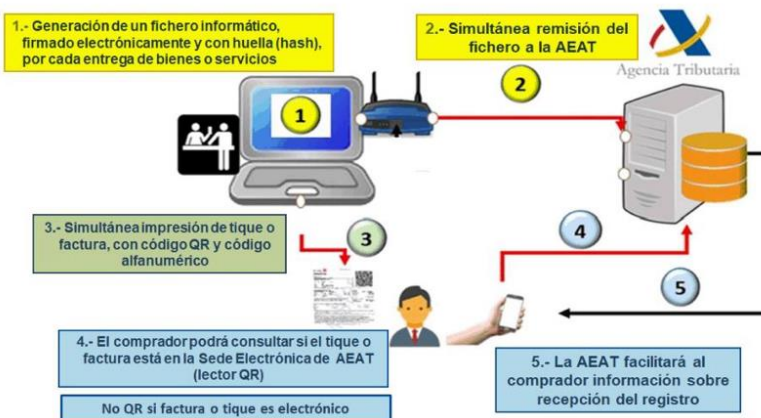 1.- Generación de un fichero informático,
firmado electrónicamente y con huella (hash),
por cada entrega de bienes o servicios
2.- Simultánea remisión del
fichero a la AEAT
Agencia Tributaria
1
2
3.- Simultánea impresión de tique o
factura, con código QR y código
alfanumérico
3
4
5
4.- El comprador podrá consultar si el tique o
factura está en la Sede Electrónica de AEAT
(lector QR)
5.- La AEAT facilitará al
comprador información sobre
recepción del registro
No QR si factura o tique es electrónico